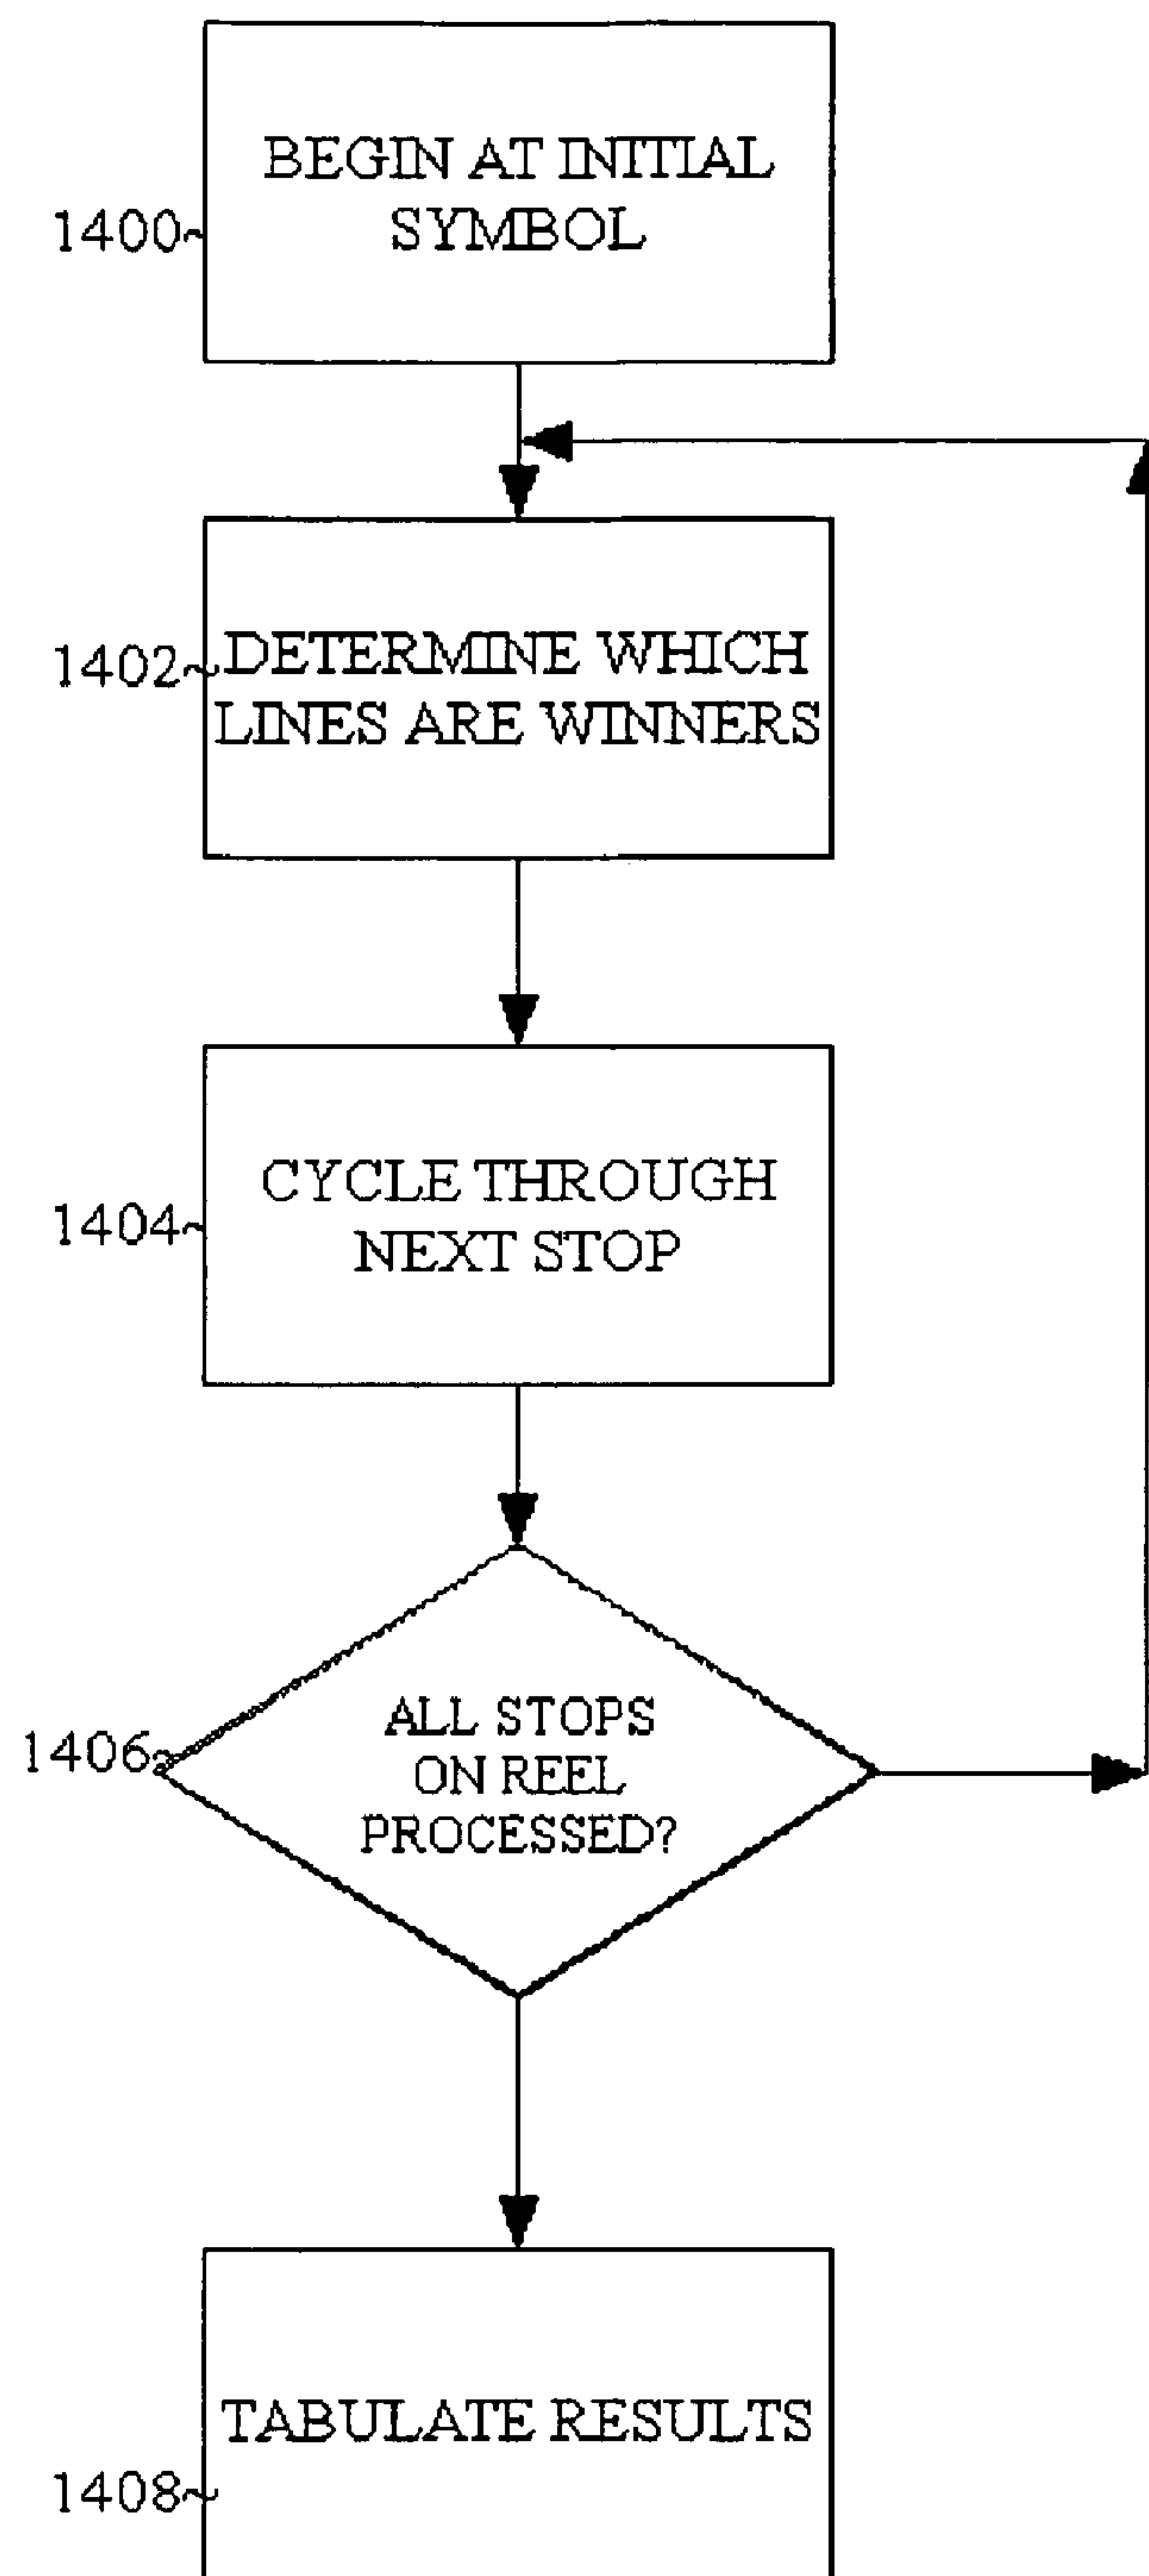 BEGIN AT INITIAL
SYMBOL
1400
DETERMINE WHICH
LINES ARE WINNERS
1402
CYCLE THROUGH
NEXT STOP
1404
ALL STOPS
ON REEL
PROCESSED?
1406
TABULATE RESULTS
1408